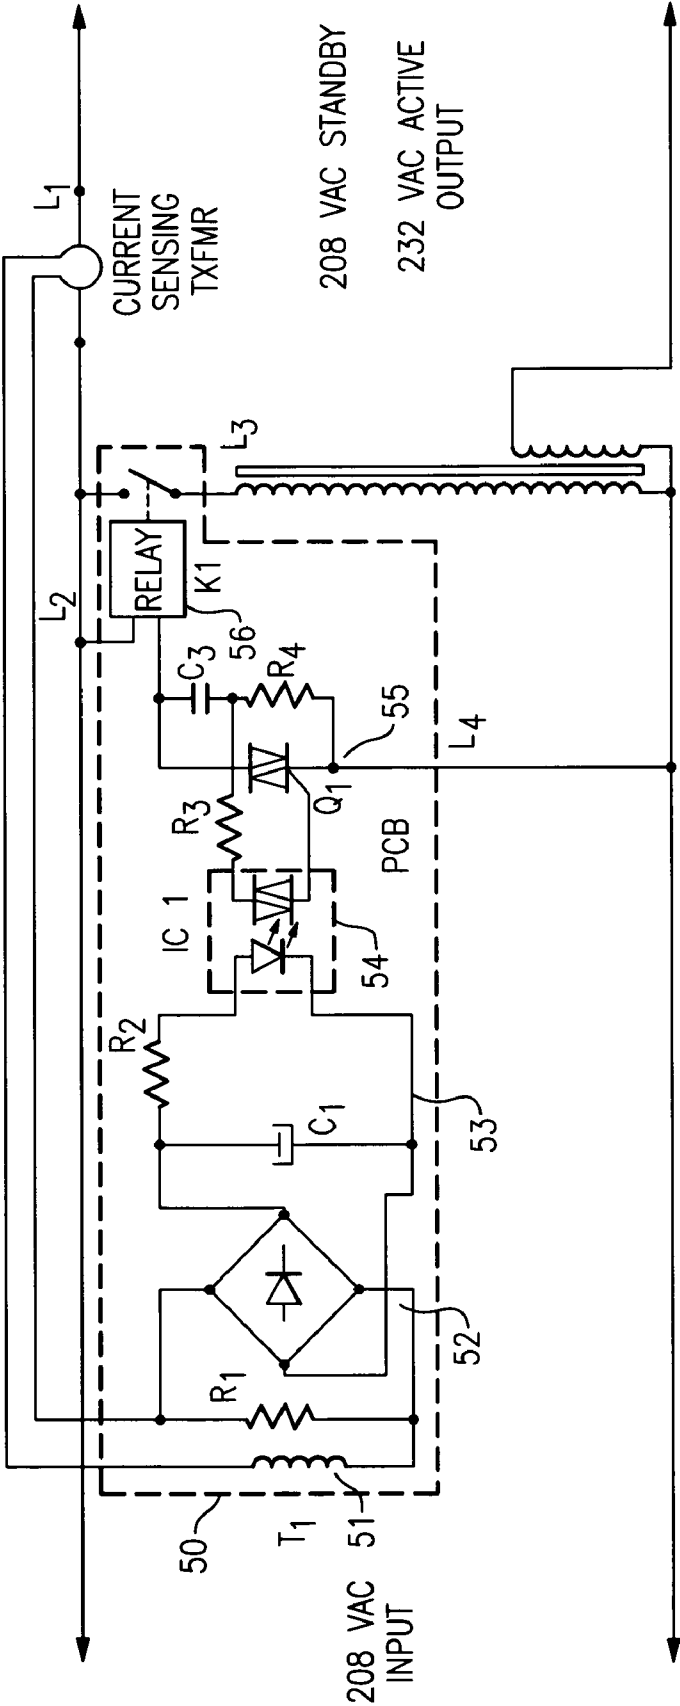 208 VAC
INPUT
T1
51
50
R1
52
C1
53
R2
IC 1
54
R3
Q1
PCB
55
C3
R4
56
K1
RELAY
L2
L4
L3
CURRENT
SENSING
TXFMR
L1
208 VAC STANDBY
232 VAC ACTIVE
OUTPUT